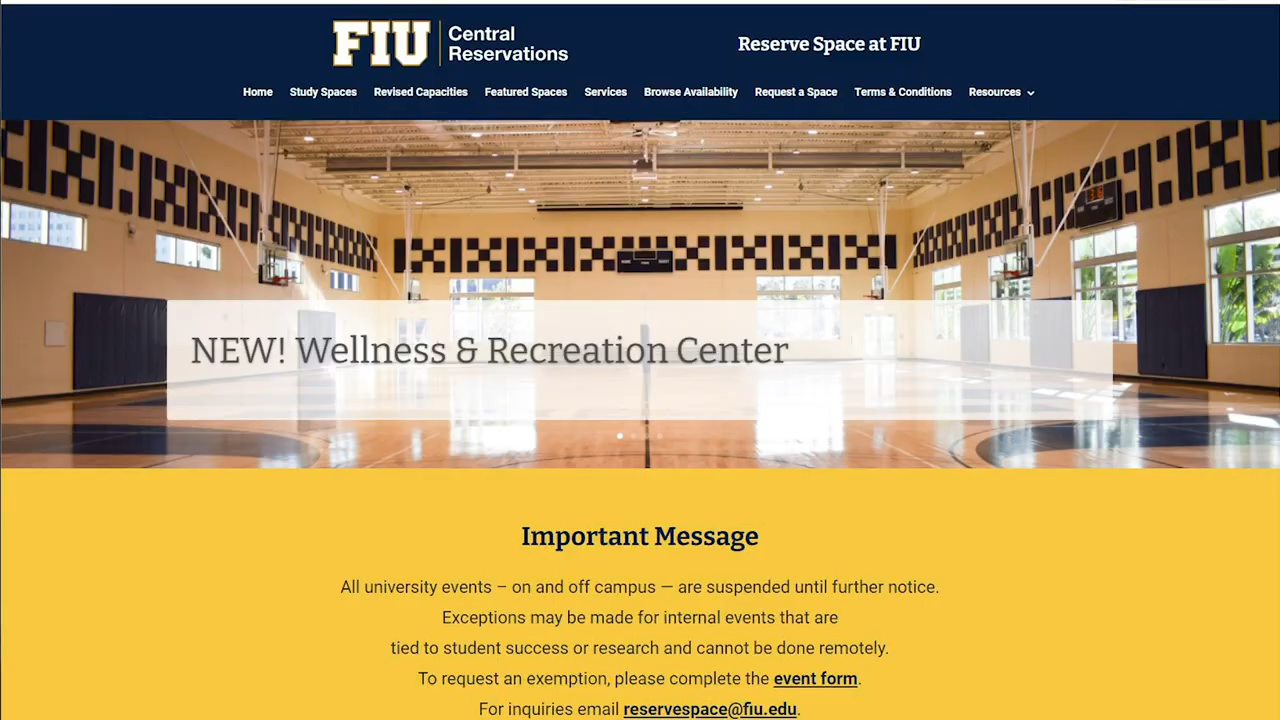 FIU
Central
Reservations
Reserve Space at FIU
Home Study Spaces Revised Capacities Featured Spaces Services Browse Availability Request a Space Terms & Conditions Resources
NEW! Wellness & Recreation Center
Important Message
All university events – on and off campus — are suspended until further notice.
Exceptions may be made for internal events that are
tied to student success or research and cannot be done remotely.
To request an exemption, please complete the event form.
For inquiries email reservespace@fiu.edu.